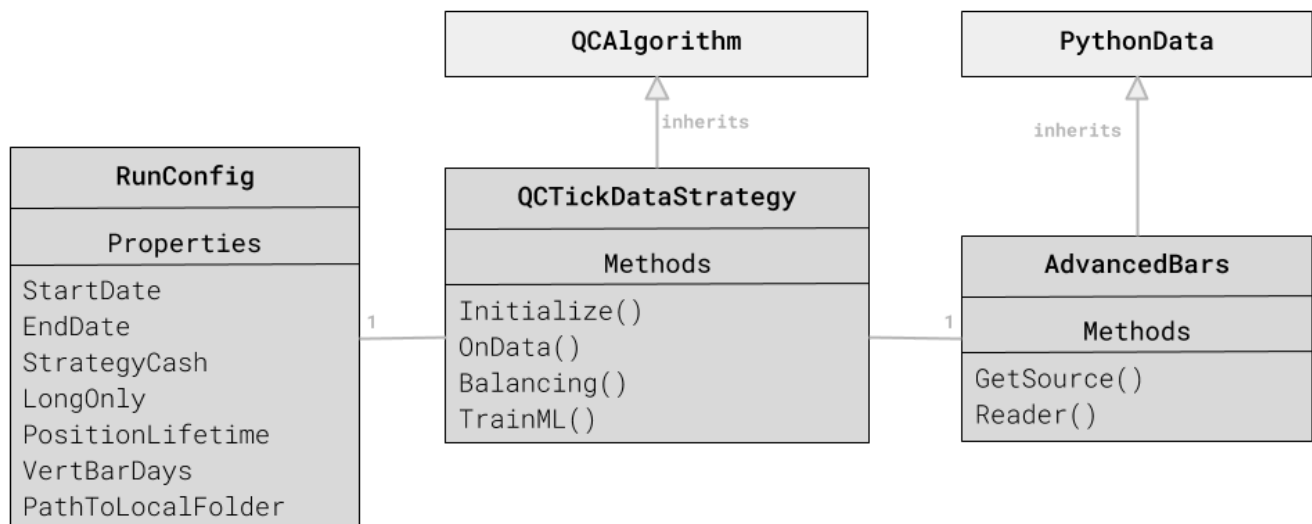 QCAlgorithm
PythonData
inherits
inherits
RunConfig
Properties
StartDate
EndDate
StrategyCash
LongOnly
PositionLifetime
VertBarDays
PathToLocalFolder
1
QCTickDataStrategy
Methods
Initialize()
OnData()
Balancing()
TrainML()
1
AdvancedBars
Methods
GetSource()
Reader()